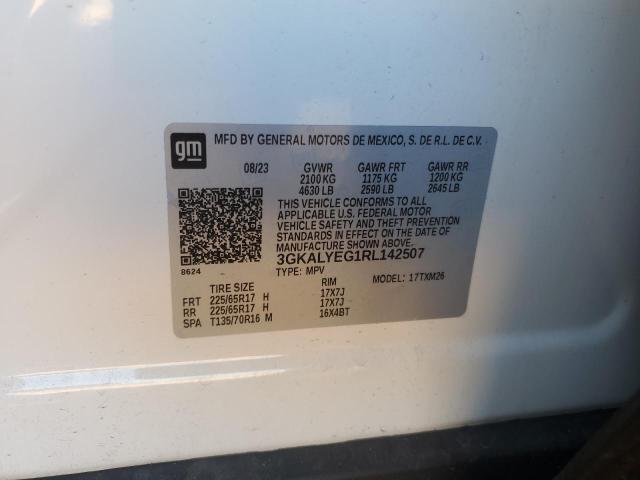 gm
MFD BY GENERAL MOTORS DE MEXICO, S. DE R.L. DE C.V.
08/23 GVWR GAWR FRT GAWR RR
2100 KG 1175 KG 1200 KG
4630 LB 2590 LB 2645 LB
THIS VEHICLE CONFORMS TO ALL
APPLICABLE U.S. FEDERAL MOTOR
VEHICLE SAFETY AND THEFT PREVENTION
STANDARDS IN EFFECT ON THE DATE OF
MANUFACTURE SHOWN ABOVE.
3GKALYEG1RL142507
8624
TYPE: MPV MODEL: 17TXM26
TIRE SIZE RIM
FRT 225/65R17 H 17X7J
RR 225/65R17 H 17X7J
SPA T135/70R16 M 16X4BT